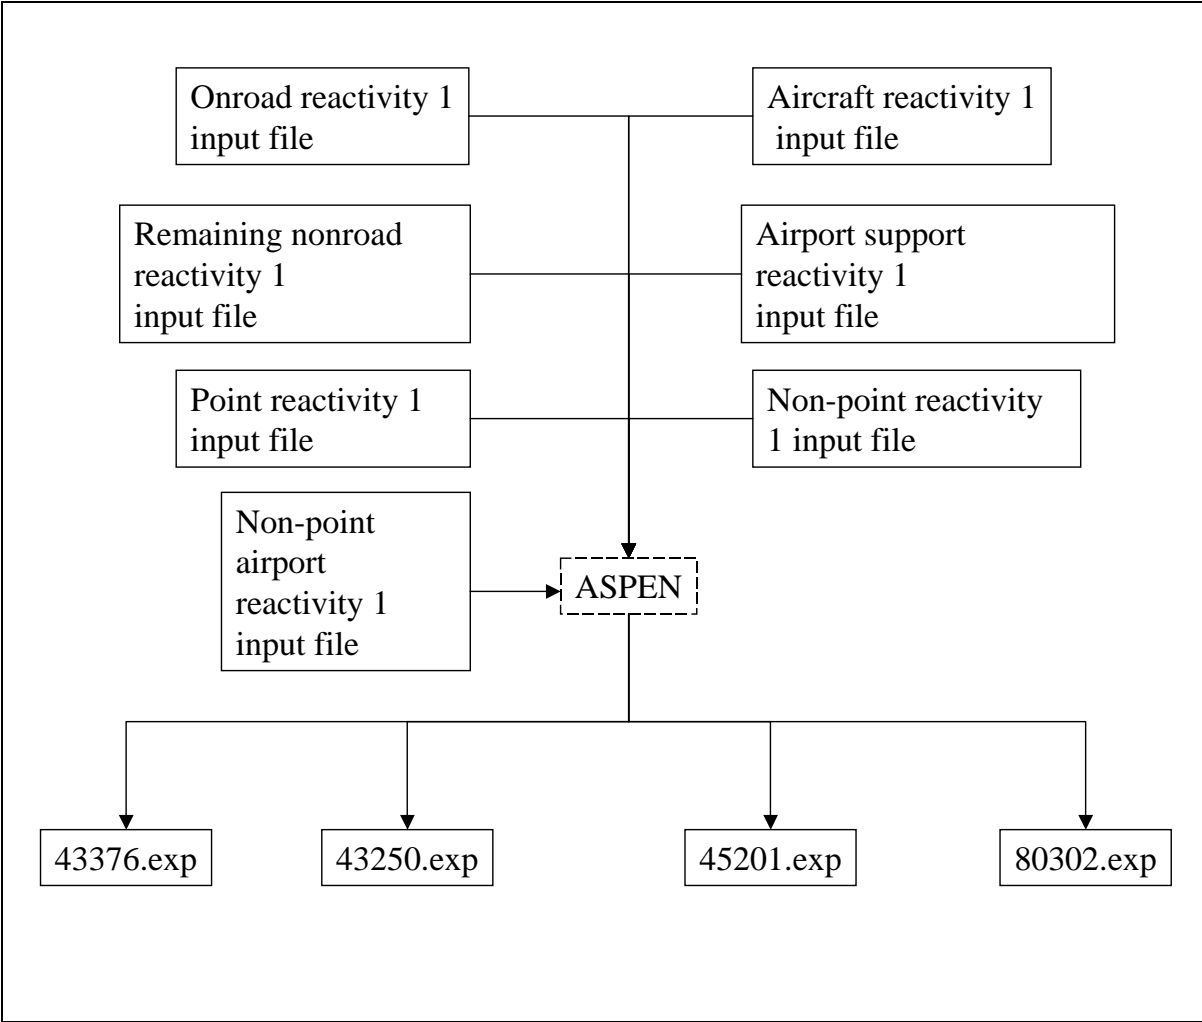 Onroad reactivity 1
input file
Aircraft reactivity 1
input file
Remaining nonroad
reactivity 1
input file
Airport support
reactivity 1
input file
Point reactivity 1
input file
Non-point reactivity
1 input file
Non-point
airport
reactivity 1
input file
ASPEN
43376.exp
43250.exp
45201.exp
80302.exp